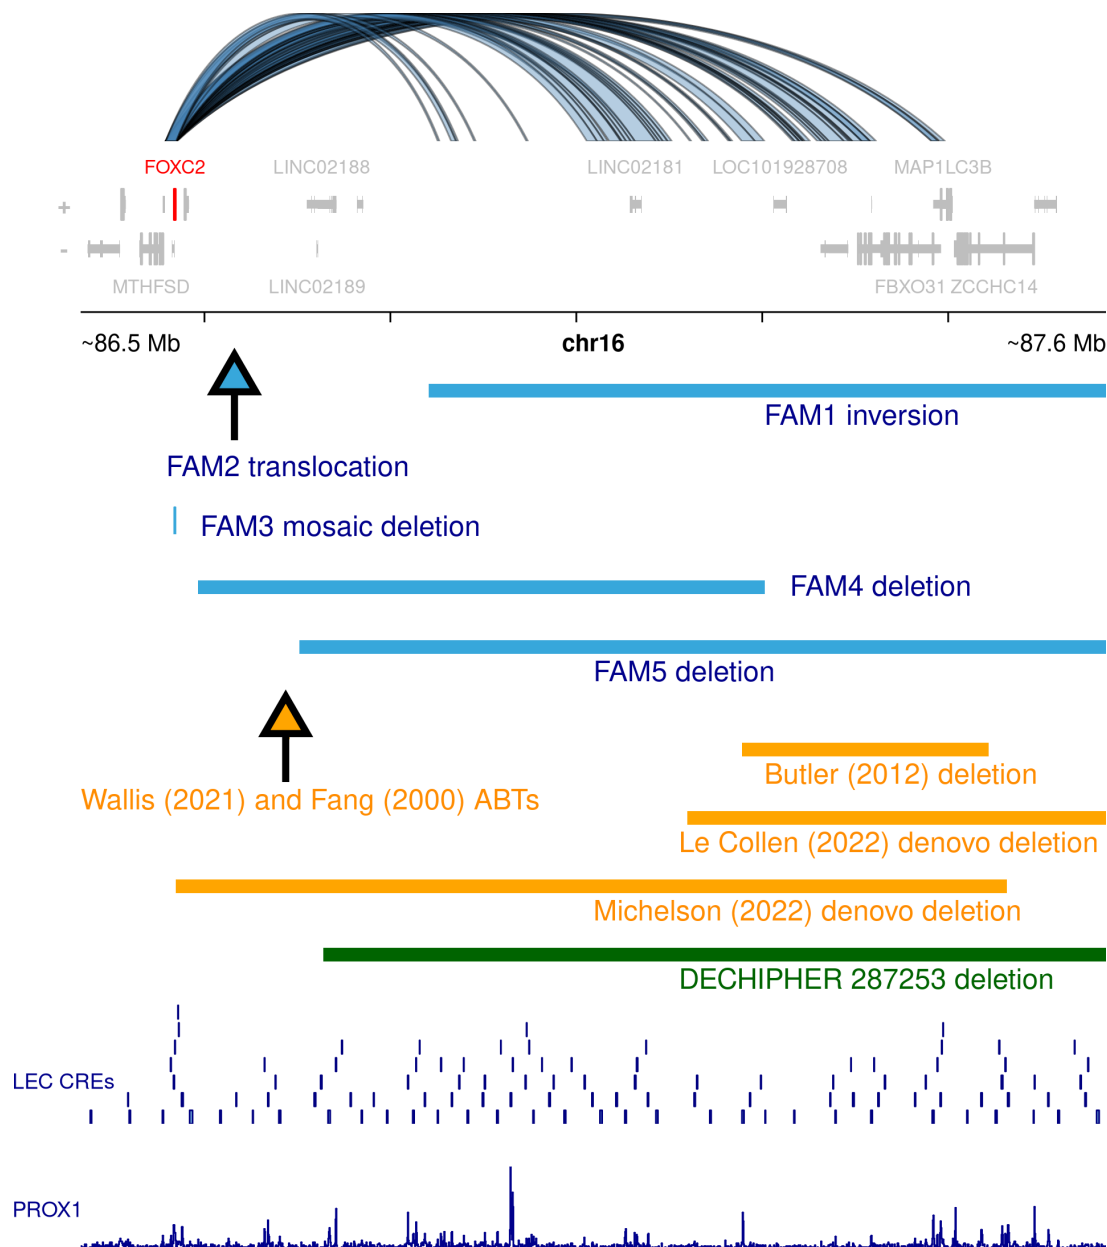 FOXC2 LINC02188 LINC02181 LOC101928708 MAP1LC3B
+
-
MTHFSD LINC02189 FBXO31 ZCCHC14
~86.5 Mb chr16 ~87.6 Mb
FAM1 inversion
FAM2 translocation
FAM3 mosaic deletion
FAM4 deletion
FAM5 deletion
Butler (2012) deletion
Wallis (2021) and Fang (2000) ABTs
Le Collen (2022) denovo deletion
Michelson (2022) denovo deletion
DECHIPHER 287253 deletion
LEC CREs
PROX1